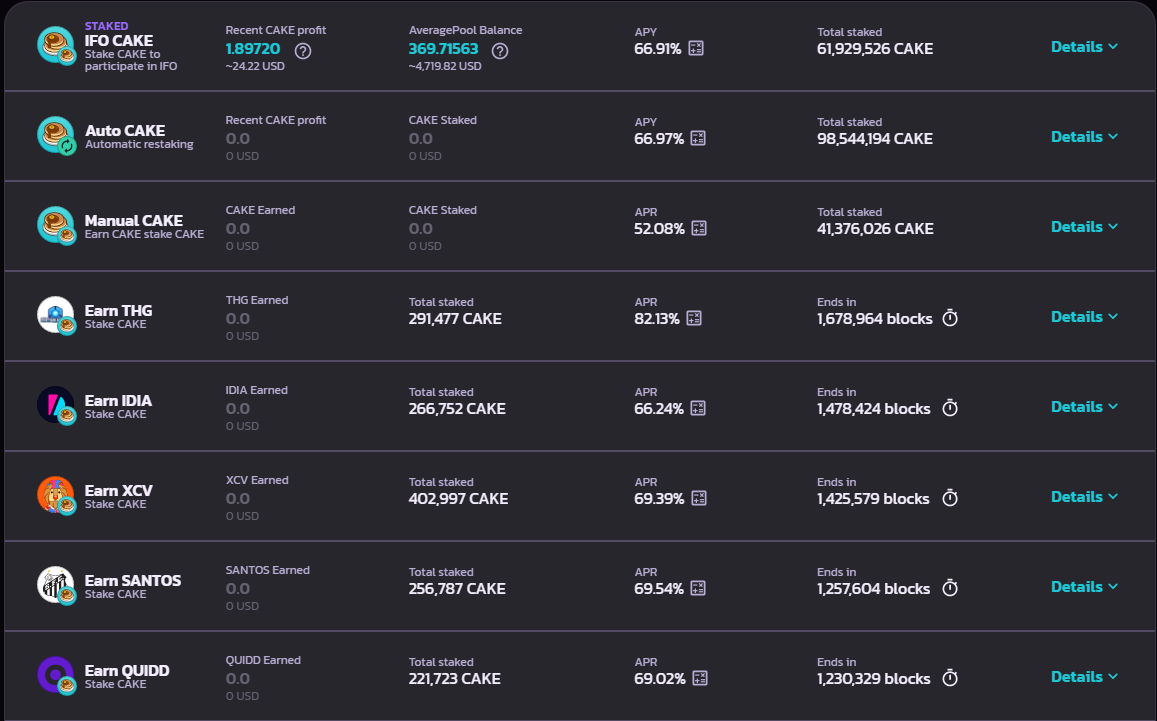 STAKED
IFO CAKE
Stake CAKE to
participate in IFO
Recent CAKE profit
1.89720
~24.22 USD
AveragePool Balance
369.71563
~4,719.82 USD
APY
66.91%
Total staked
61,929,526 CAKE
Details
Auto CAKE
Automatic restaking
Recent CAKE profit
0.0
0 USD
CAKE Staked
0.0
0 USD
APY
66.97%
Total staked
98,544,194 CAKE
Details
Manual CAKE
Earn CAKE stake CAKE
CAKE Earned
0.0
0 USD
CAKE Staked
0.0
0 USD
APR
52.08%
Total staked
41,376,026 CAKE
Details
Earn THG
Stake CAKE
THG Earned
0.0
0 USD
Total staked
291,477 CAKE
APR
82.13%
Ends in
1,678,964 blocks
Details
Earn IDIA
Stake CAKE
IDIA Earned
0.0
0 USD
Total staked
266,752 CAKE
APR
66.24%
Ends in
1,478,424 blocks
Details
Earn XCV
Stake CAKE
XCV Earned
0.0
0 USD
Total staked
402,997 CAKE
APR
69.39%
Ends in
1,425,579 blocks
Details
Earn SANTOS
Stake CAKE
SANTOS Earned
0.0
0 USD
Total staked
256,787 CAKE
APR
69.54%
Ends in
1,257,604 blocks
Details
Earn QUIDD
Stake CAKE
QUIDD Earned
0.0
0 USD
Total staked
221,723 CAKE
APR
69.02%
Ends in
1,230,329 blocks
Details